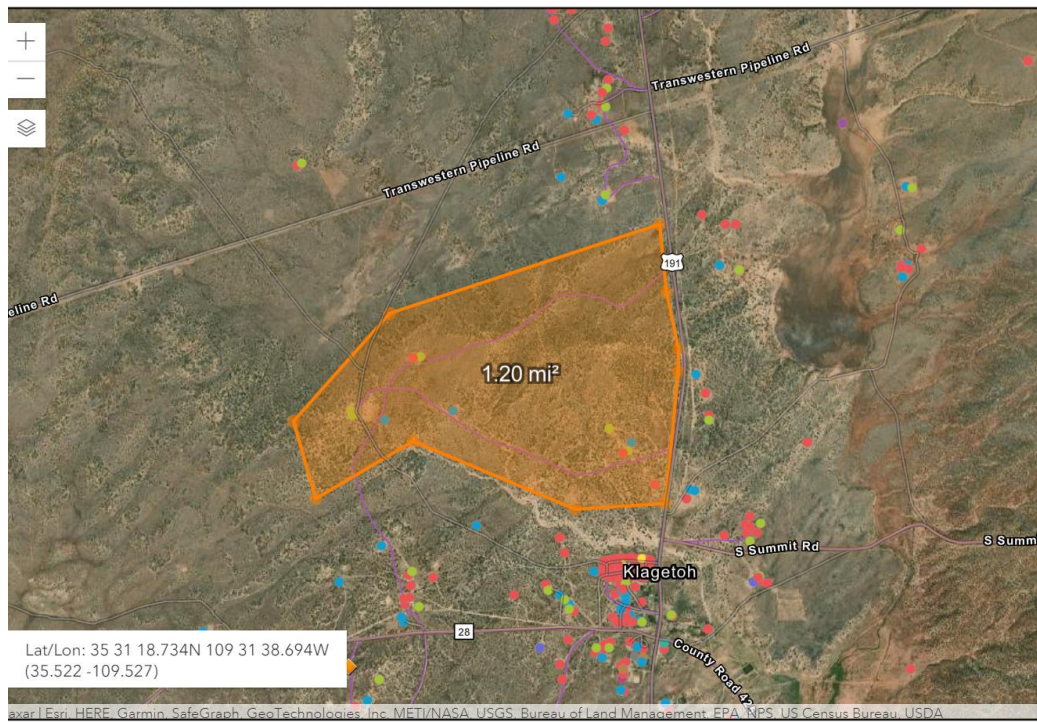 +
−
Transwestern Pipeline Rd
Transwestern Pipeline Rd
eline Rd
191
1.20 mi²
S Summit Rd
S Summ
Klagetoh
28
County Road 42
Lat/Lon: 35 31 18.734N 109 31 38.694W
(35.522 -109.527)
axar | Esri, HERE, Garmin, SafeGraph, GeoTechnologies, Inc, METI/NASA, USGS, Bureau of Land Management, EPA, NPS, US Census Bureau, USDA